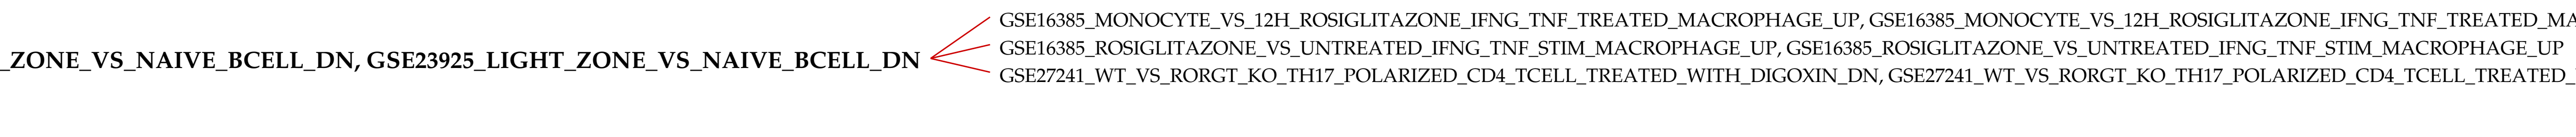 GSE16385_MONOCYTE_VS_12H_ROSIGLITAZONE_IFNG_TNF_TREATED_MACROPHAGE_UP, GSE16385_MONOCYTE_VS_12H_ROSIGLITAZONE_IFNG_TNF_TREATED_MA
_ZONE_VS_NAIVE_BCELL_DN, GSE23925_LIGHT_ZONE_VS_NAIVE_BCELL_DN
GSE16385_ROSIGLITAZONE_VS_UNTREATED_IFNG_TNF_STIM_MACROPHAGE_UP, GSE16385_ROSIGLITAZONE_VS_UNTREATED_IFNG_TNF_STIM_MACROPHAGE_UP
GSE27241_WT_VS_RORGT_KO_TH17_POLARIZED_CD4_TCELL_TREATED_WITH_DIGOXIN_DN, GSE27241_WT_VS_RORGT_KO_TH17_POLARIZED_CD4_TCELL_TREATED_